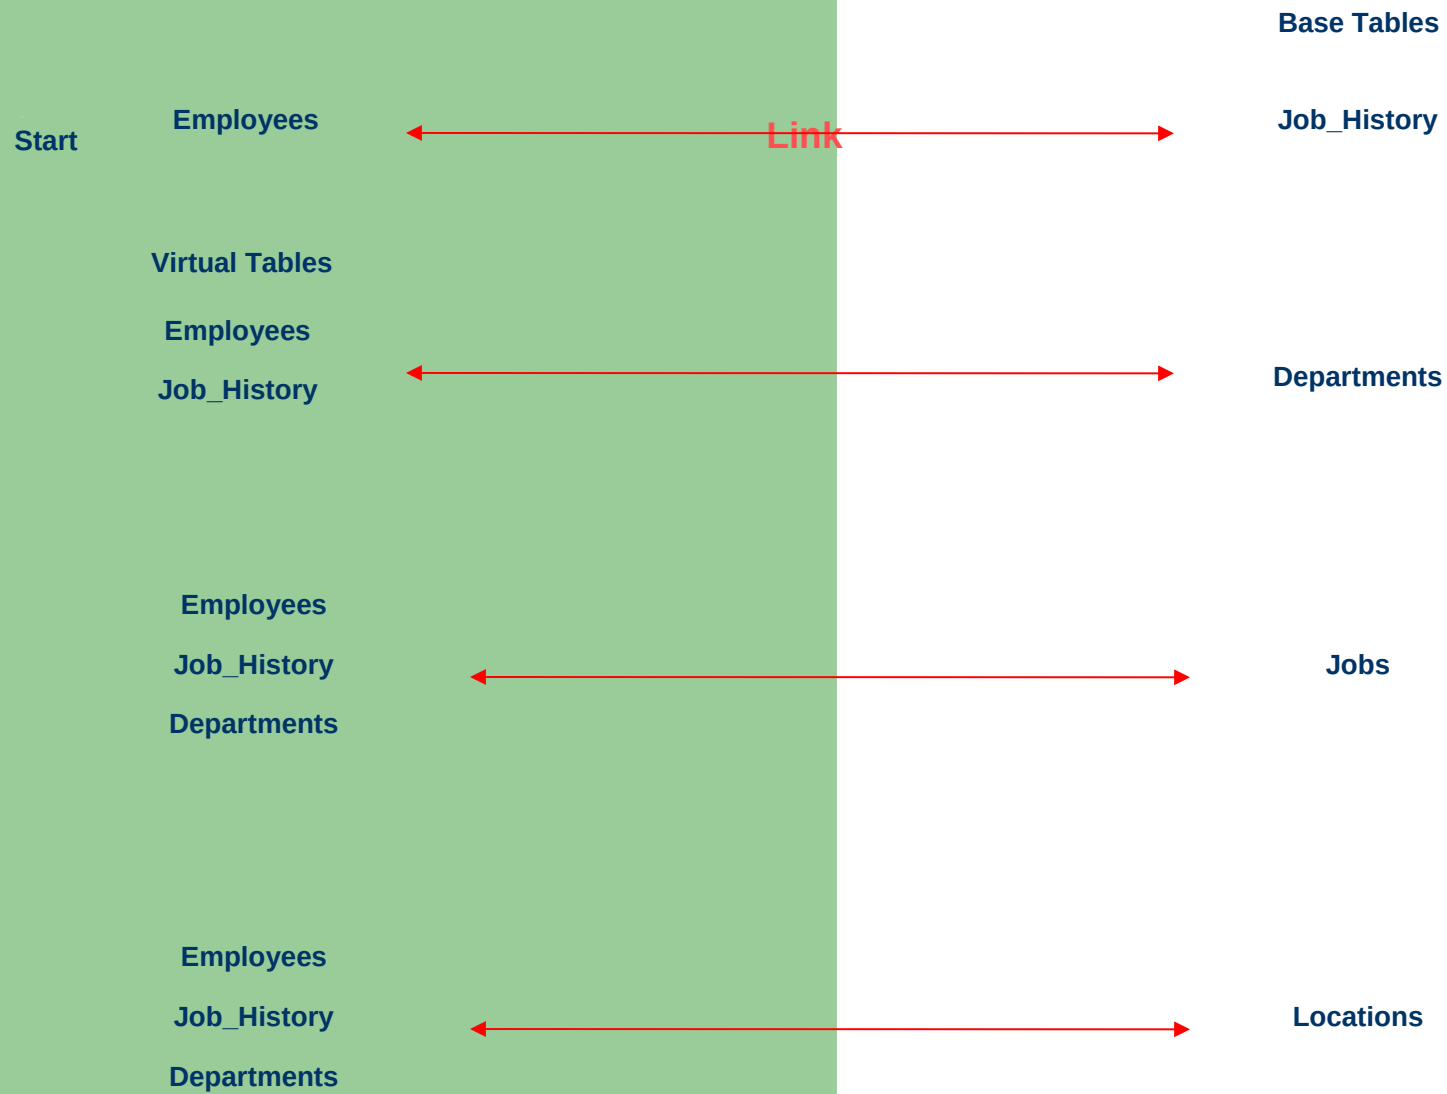 Base Tables
Start
Employees
Link
Job_History
Virtual Tables
Employees
Job_History
Departments
Employees
Job_History
Departments
Jobs
Employees
Job_History
Departments
Locations